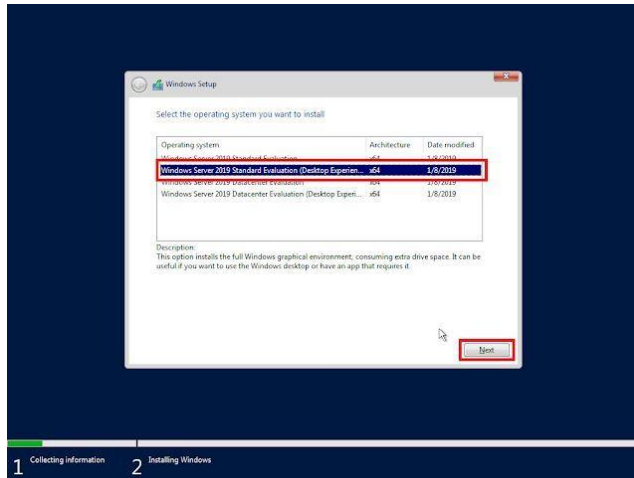 Windows Setup
Select the operating system you want to install
Operating system Architecture Date modified
Windows Server 2019 Standard Evaluation x64 1/8/2019
Windows Server 2019 Standard Evaluation (Desktop Experien... x64 1/8/2019
Windows Server 2019 Datacenter Evaluation x64 1/8/2019
Windows Server 2019 Datacenter Evaluation (Desktop Experi... x64 1/8/2019
Description:
This option installs the full Windows graphical environment, consuming extra drive space. It can be
useful if you want to use the Windows desktop or have an app that requires it.
Next
1 Collecting information 2 Installing Windows